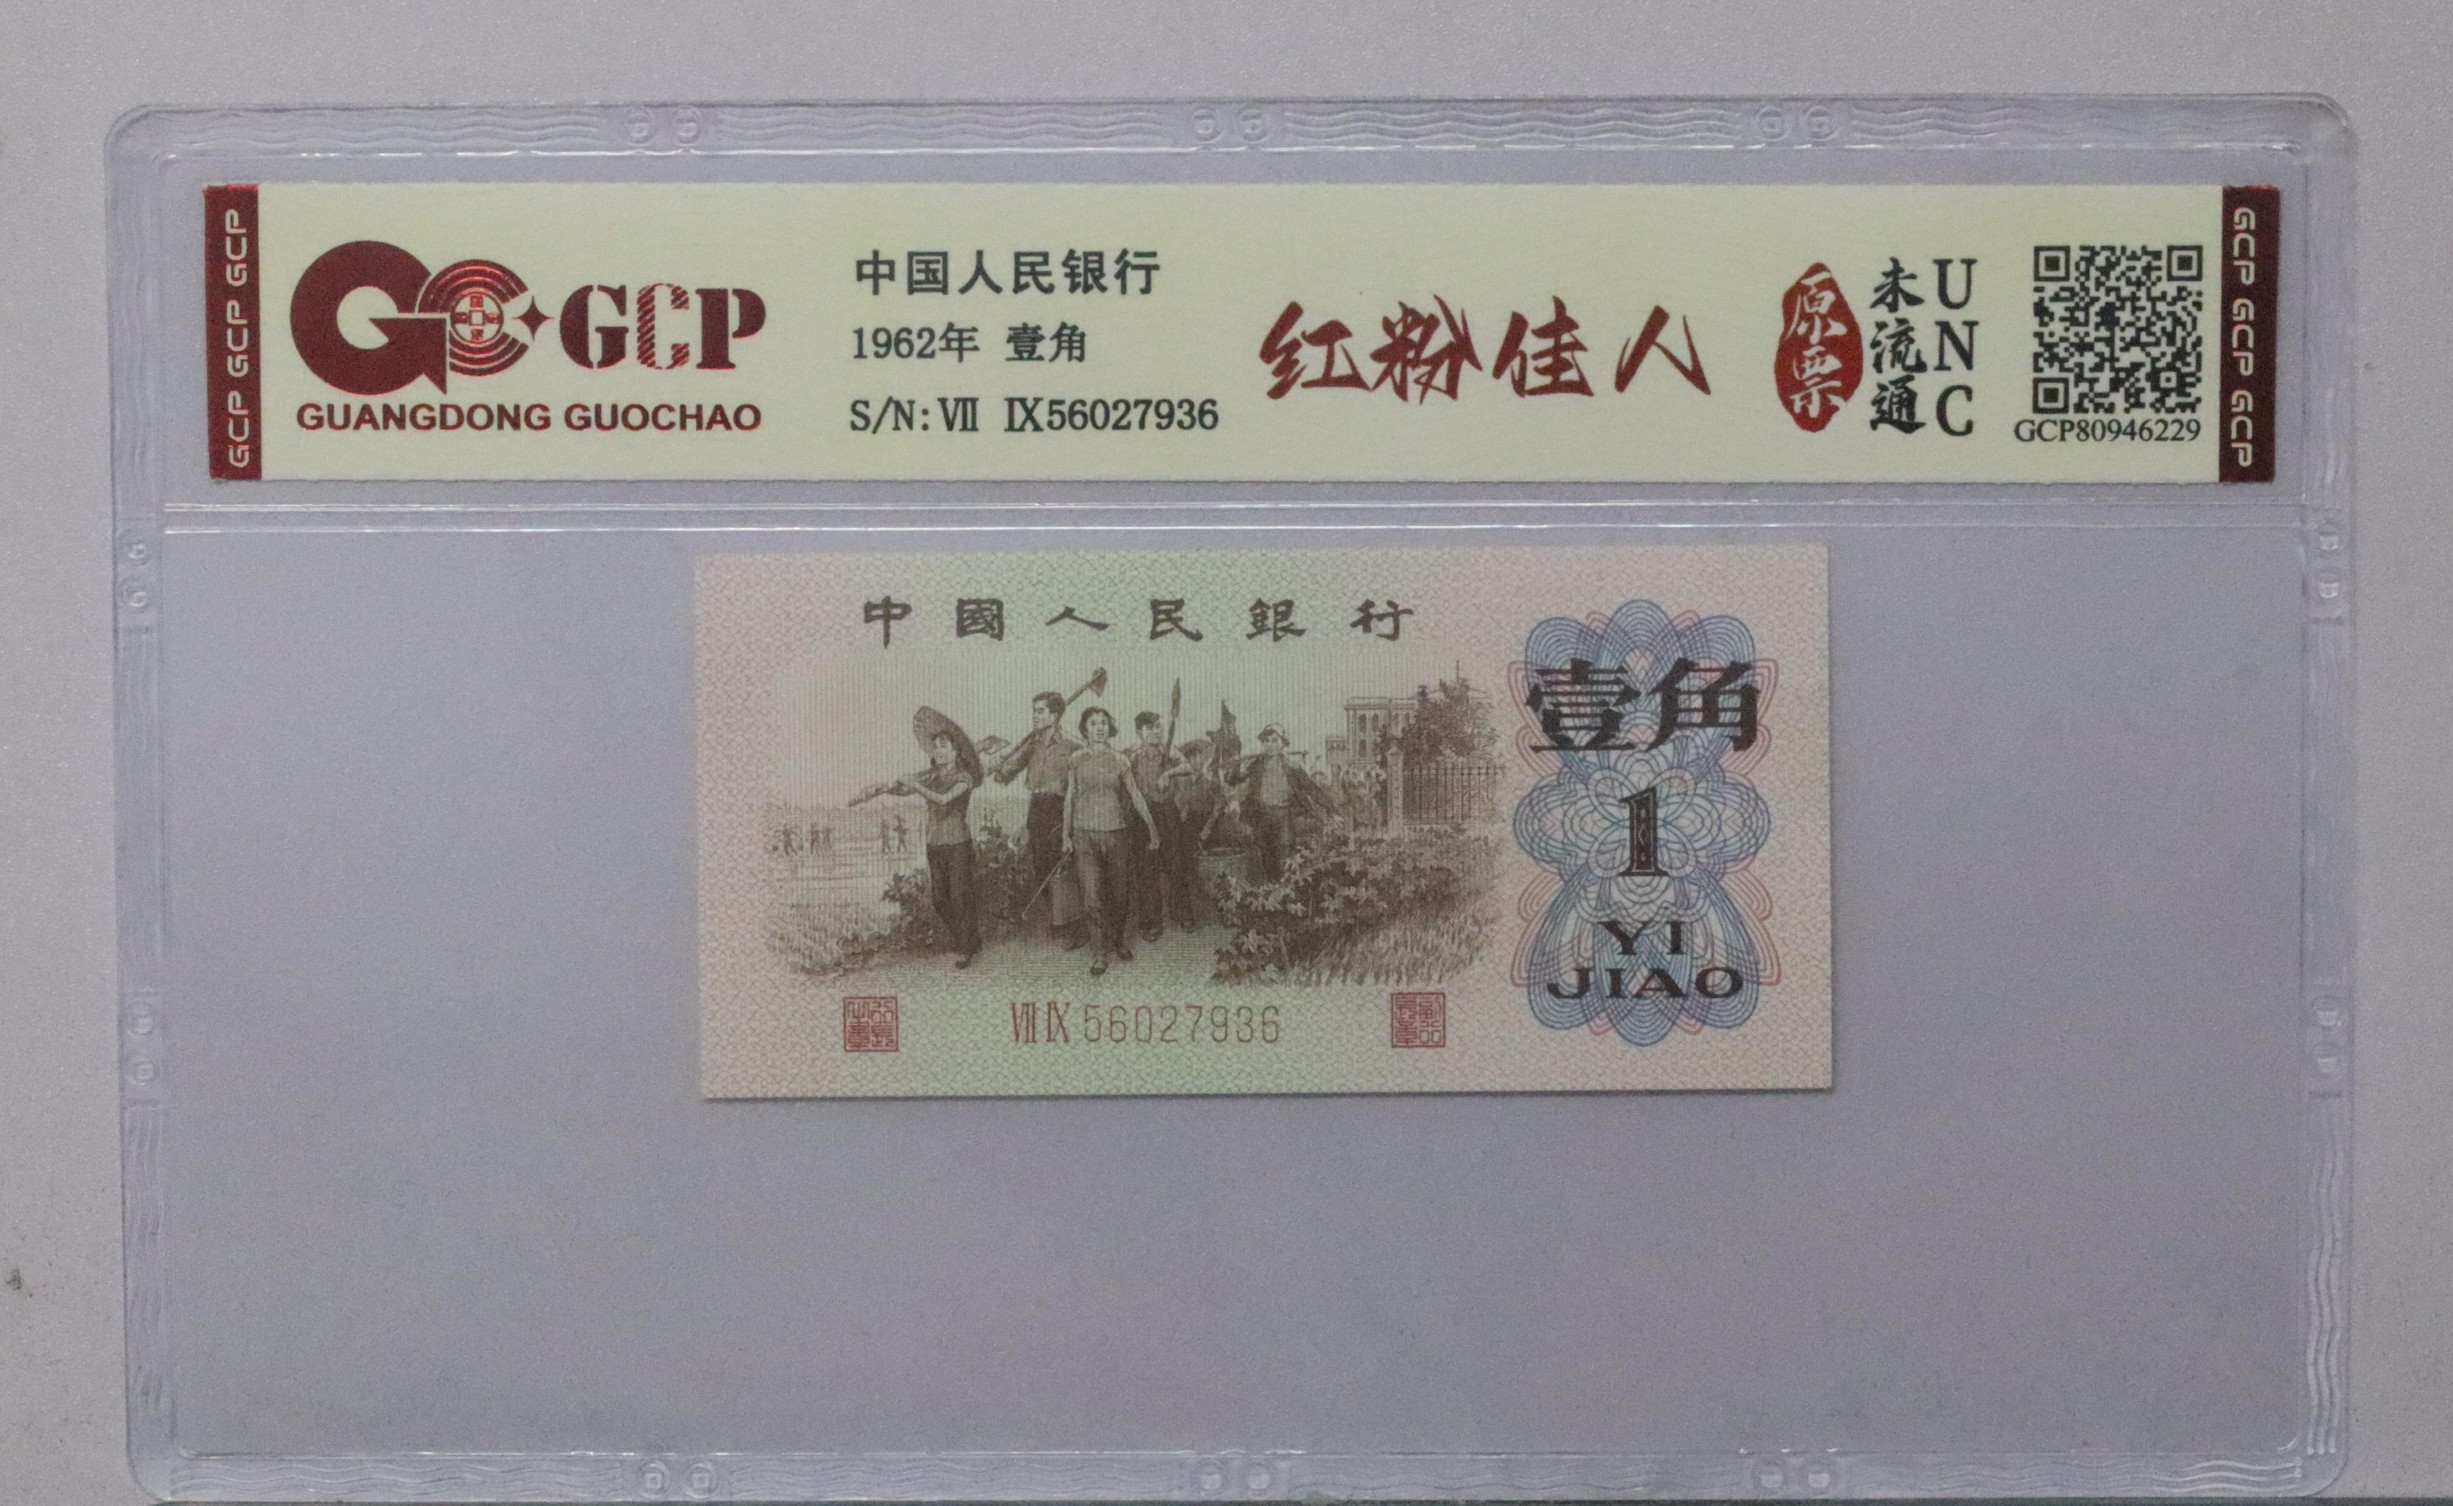 GCP GCP GCP
GCP
GUANGDONG GUOCHAO
中国人民银行
1962年 壹角
S/N: Ⅶ Ⅸ56027936
红粉佳人
原票
未流通
UNC
GCP80946229
GCP GCP GCP
中國人民銀行
壹角
1
YI
JIAO
ⅦⅨ56027936